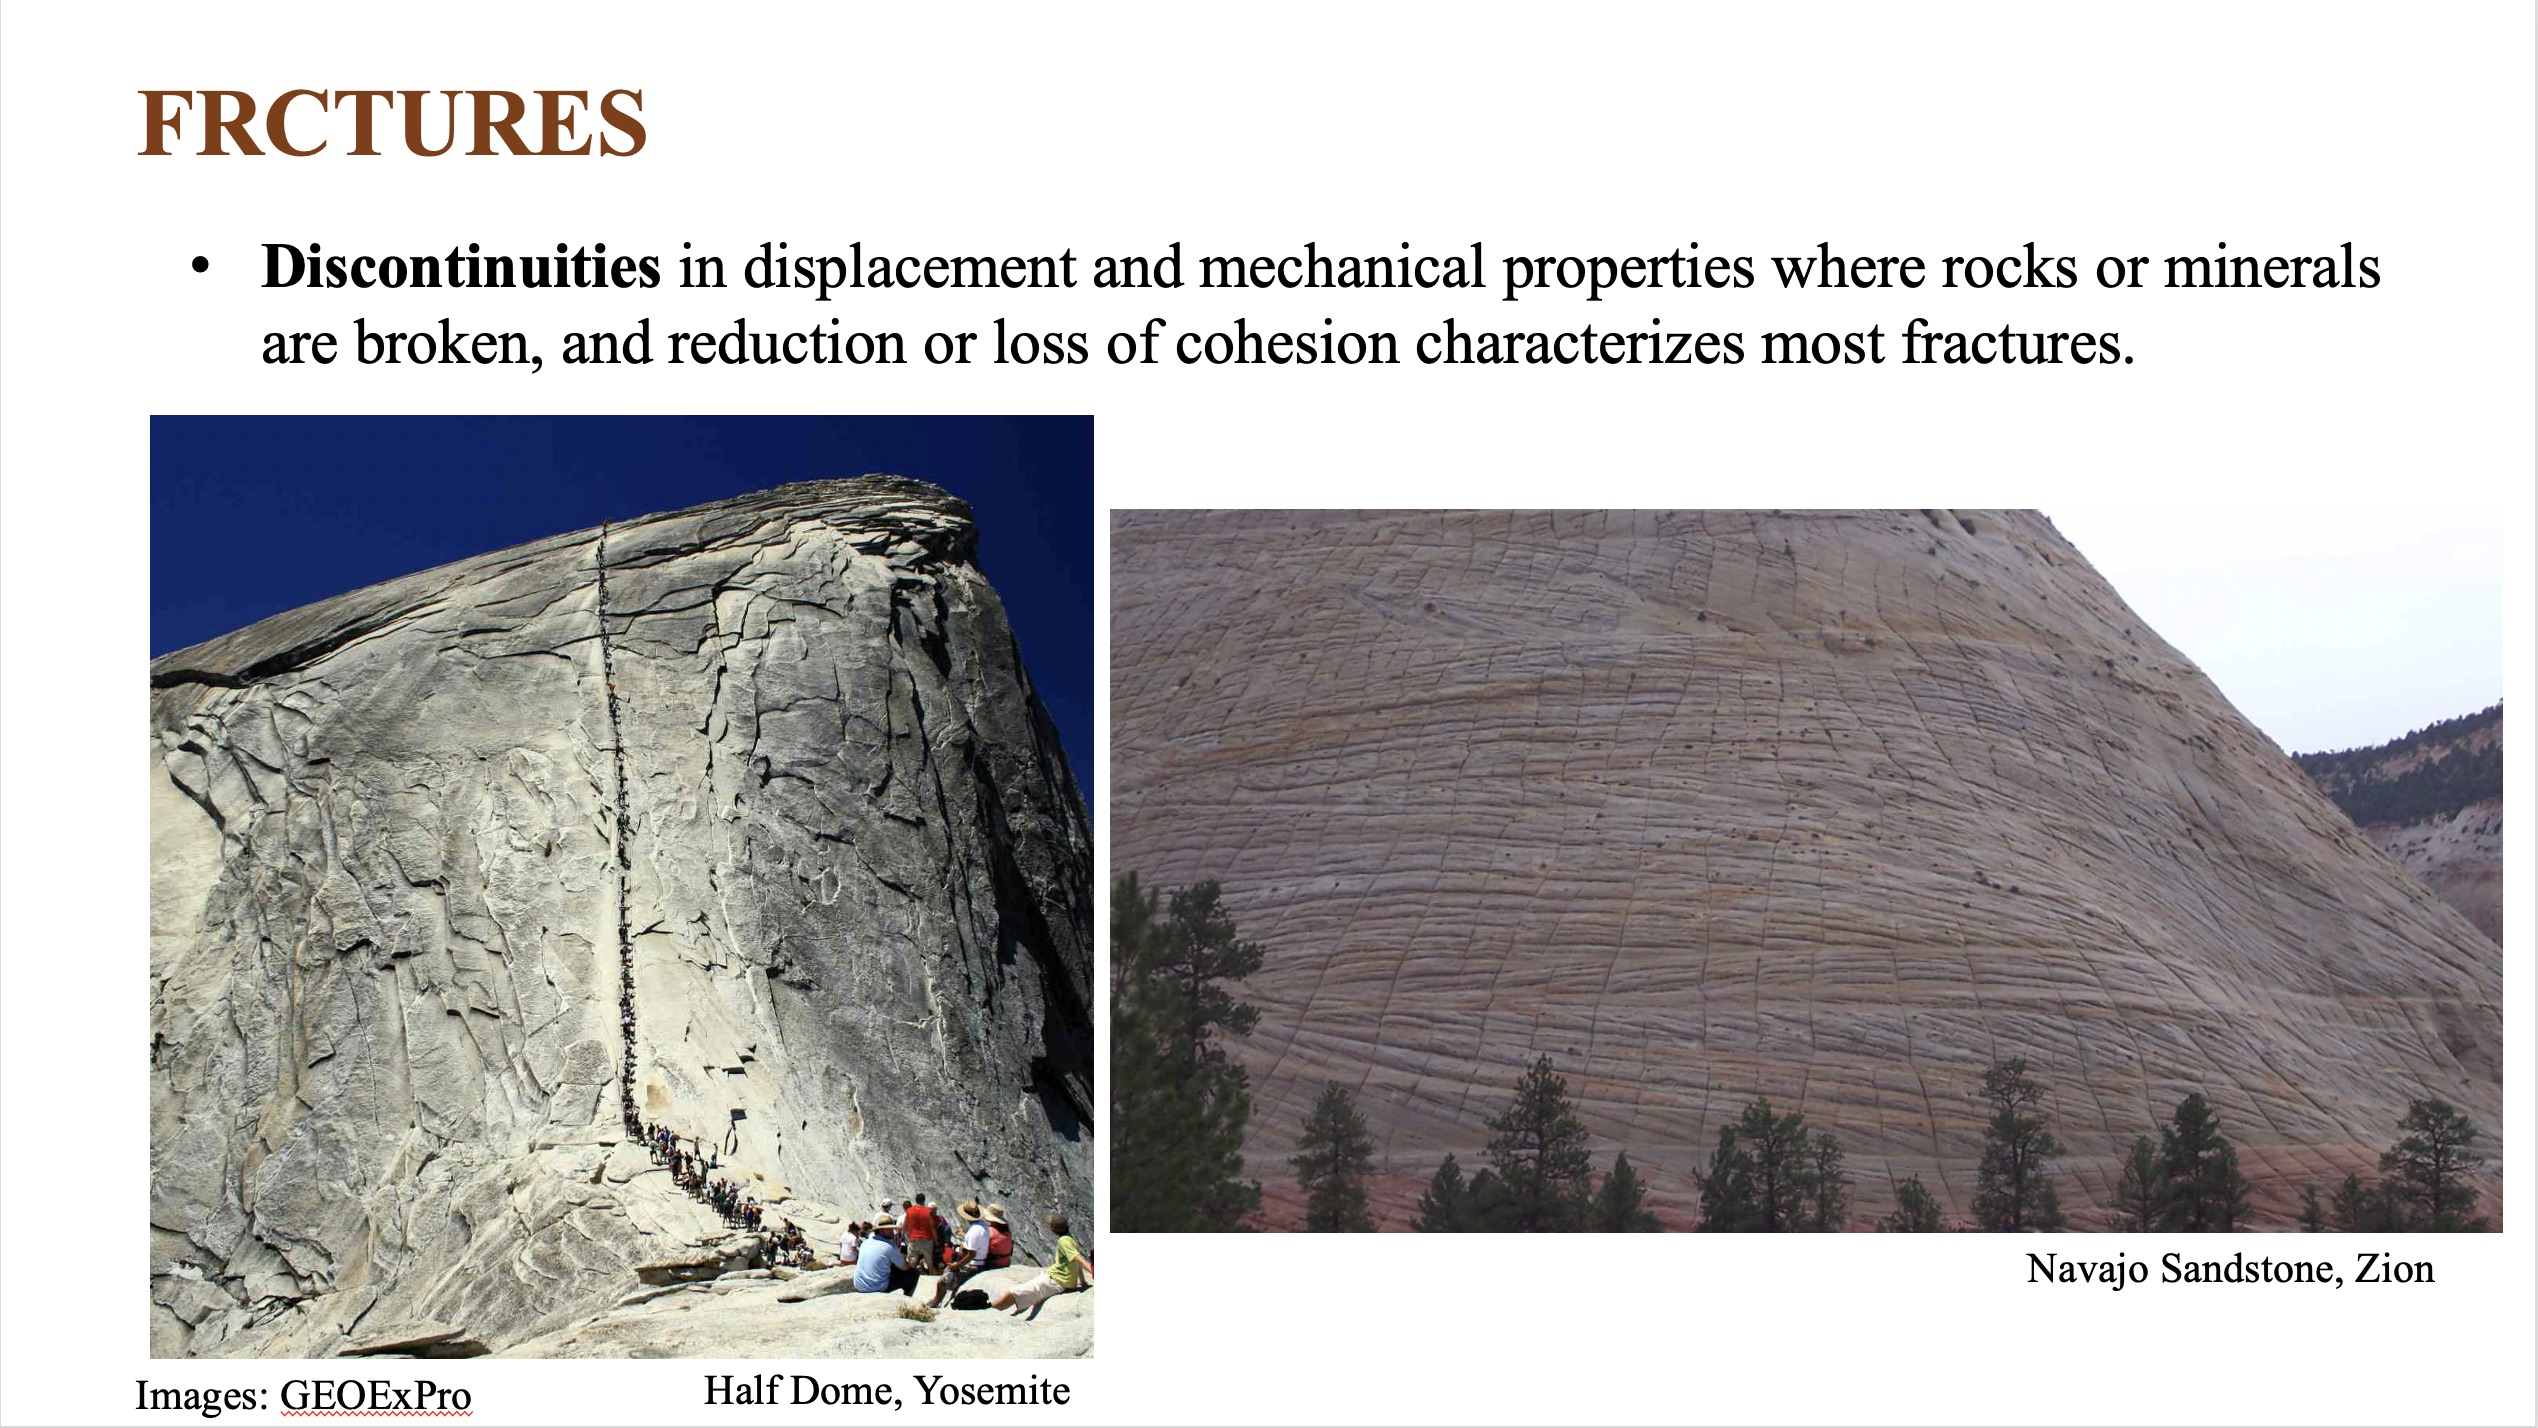 FRCTURES
• Discontinuities in displacement and mechanical properties where rocks or minerals
are broken, and reduction or loss of cohesion characterizes most fractures.
Navajo Sandstone, Zion
Images: GEOExPro
Half Dome, Yosemite